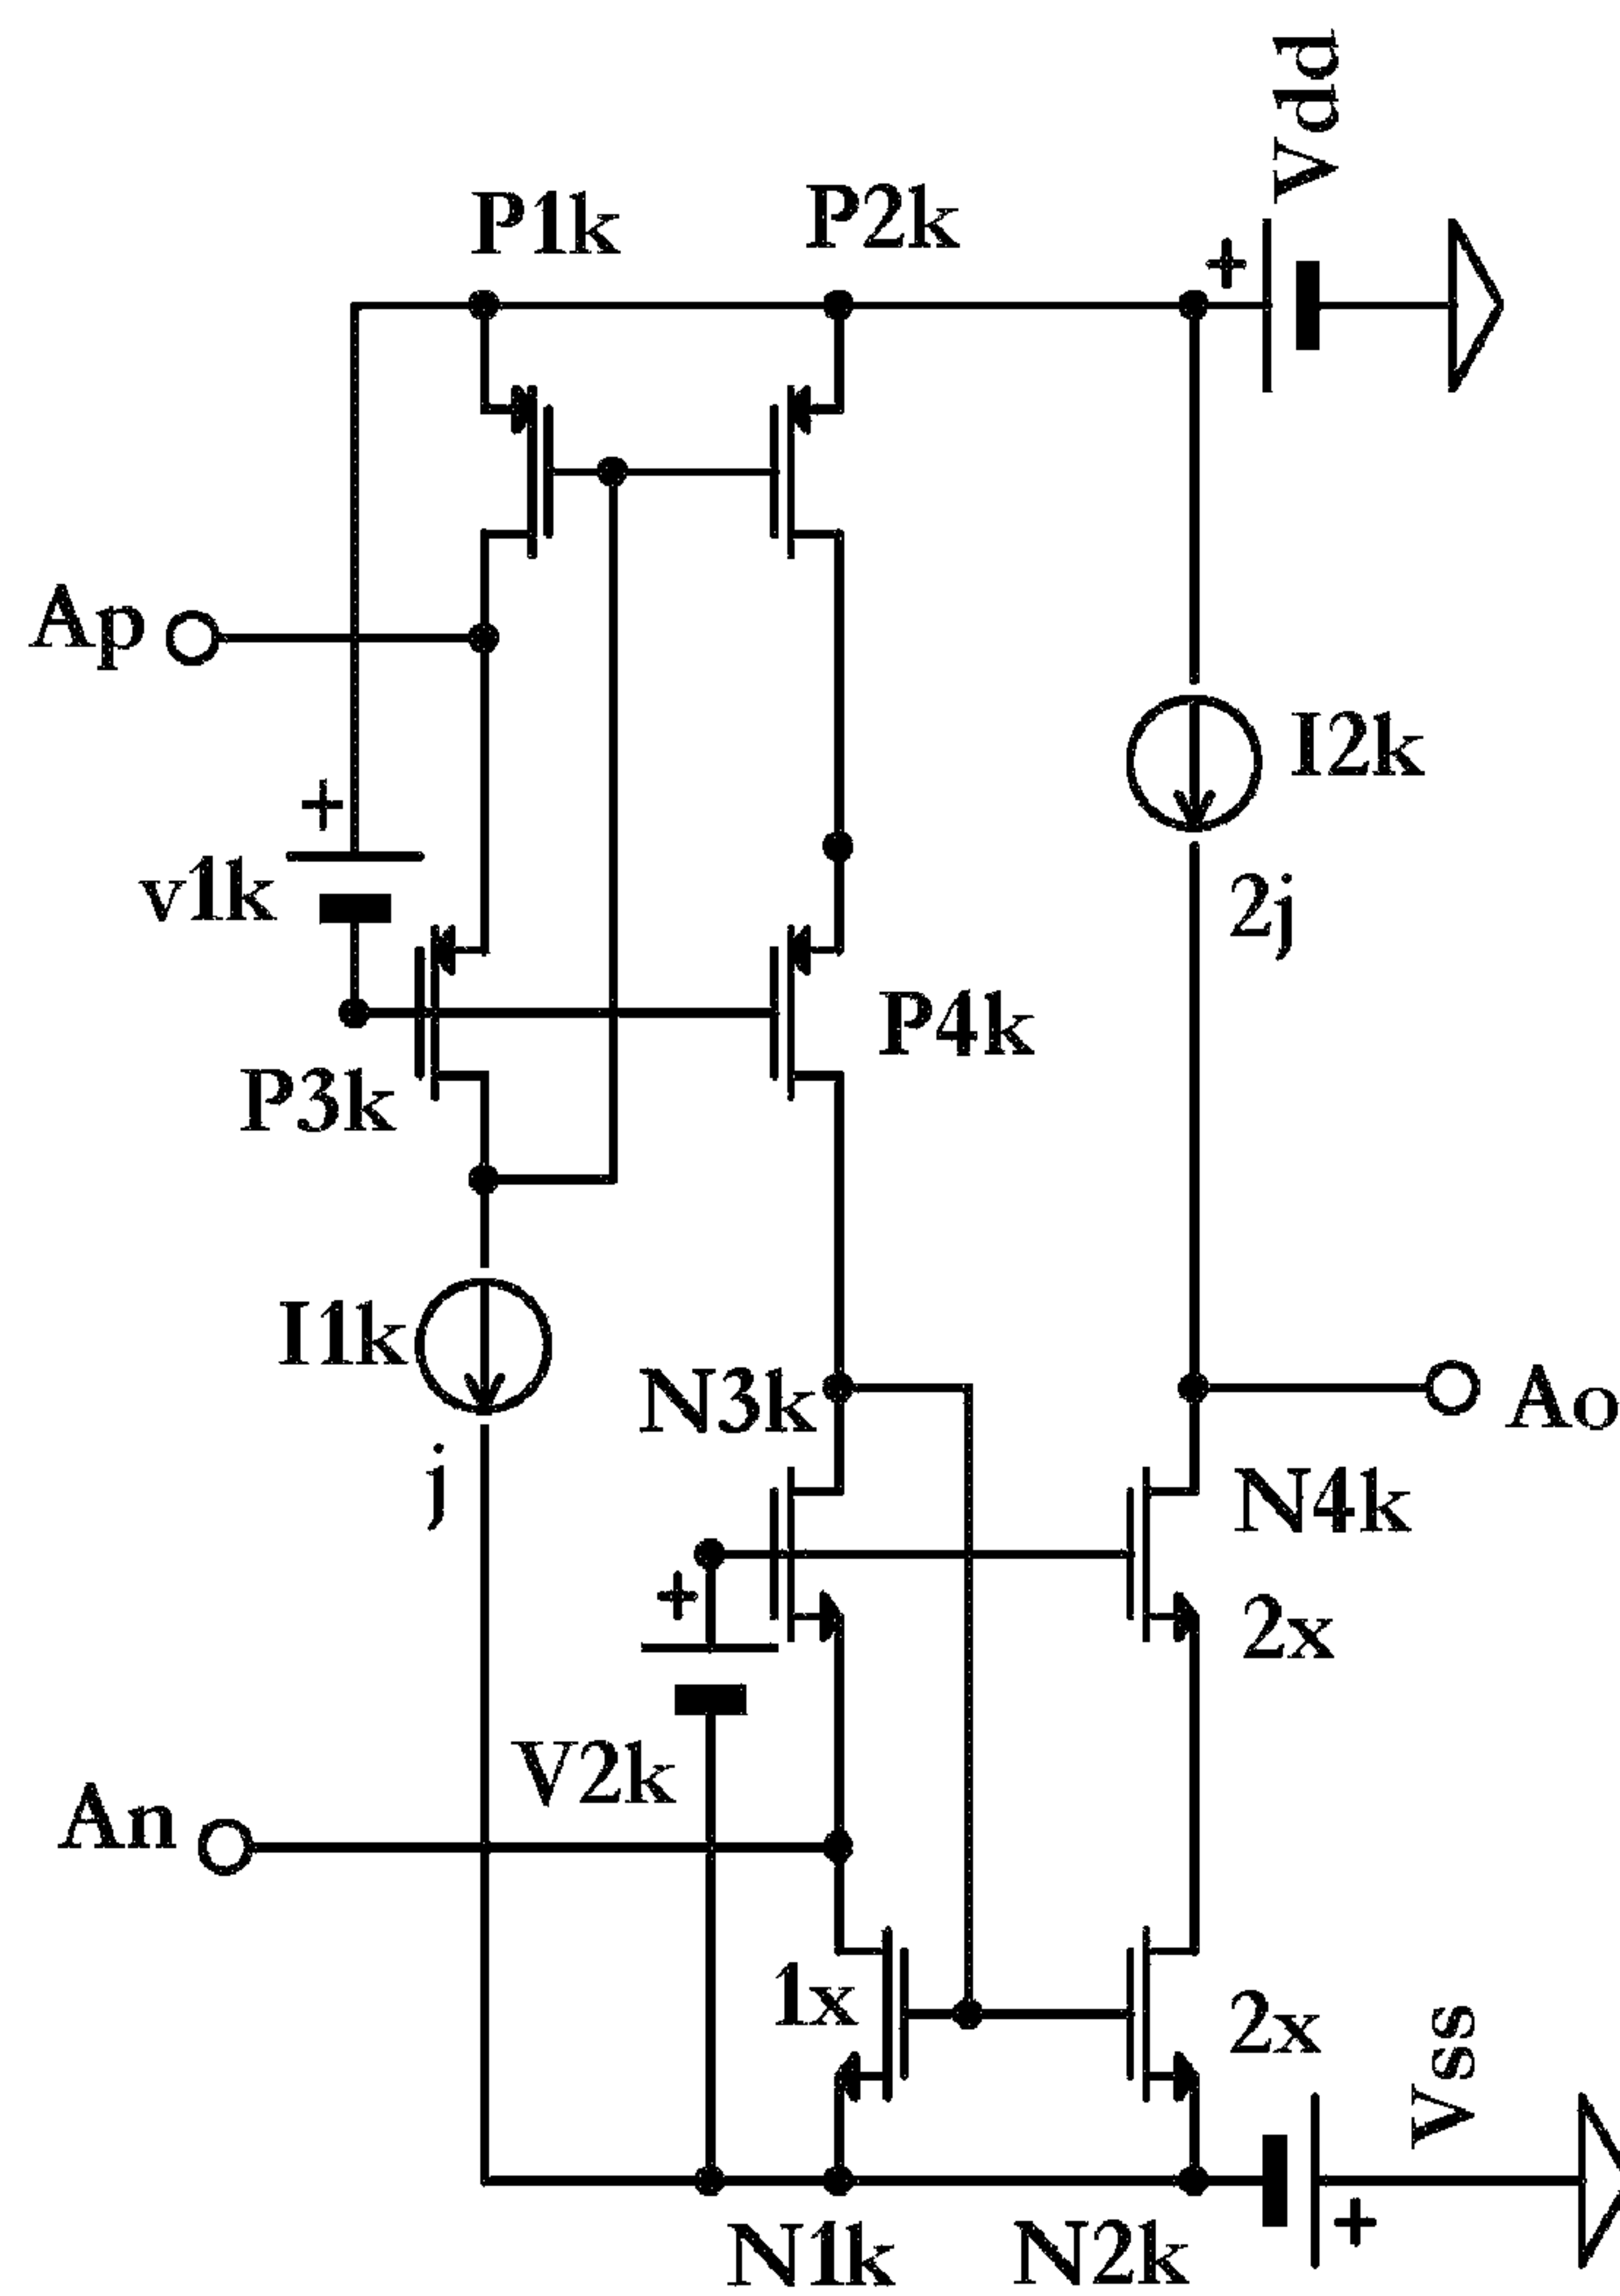 Vdd
P1k
P2k
+
Ap
I2k
+
v1k
2j
P4k
P3k
I1k
N3k
Ao
j
N4k
+
2x
V2k
An
1x
2x
Vss
+
N1k
N2k